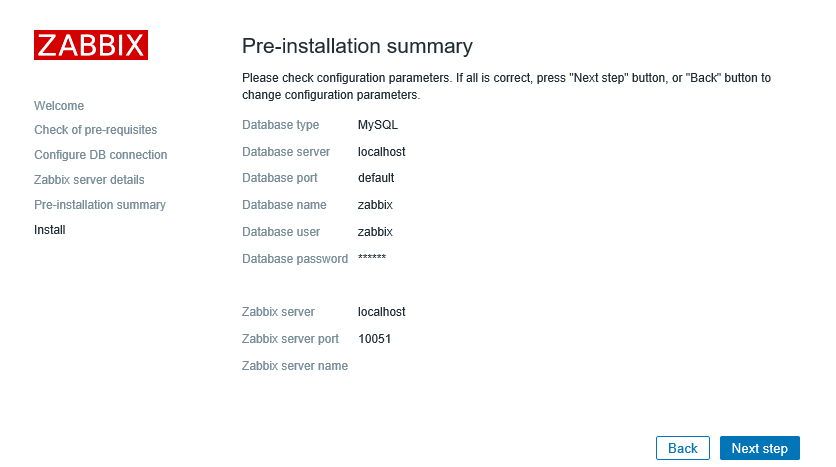 ZABBIX
Welcome
Check of pre-requisites
Configure DB connection
Zabbix server details
Pre-installation summary
Install
Pre-installation summary
Please check configuration parameters. If all is correct, press "Next step" button, or "Back" button to
change configuration parameters.
Database type MySQL
Database server localhost
Database port default
Database name zabbix
Database user zabbix
Database password ******
Zabbix server localhost
Zabbix server port 10051
Zabbix server name
Back Next step